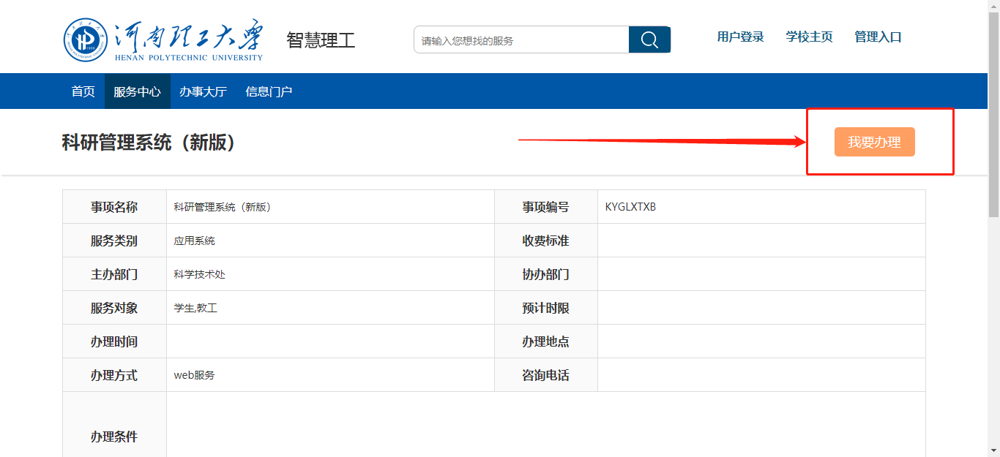 河南理工大学
HENAN POLYTECHNIC UNIVERSITY
智慧理工
请输入您想找的服务
用户登录 学校主页 管理入口
首页 服务中心 办事大厅 信息门户
科研管理系统（新版）
我要办理
事项名称 科研管理系统（新版） 事项编号 KYGLXTXB
服务类别 应用系统 收费标准
主办部门 科学技术处 协办部门
服务对象 学生,教工 预计时限
办理时间 办理地点
办理方式 web服务 咨询电话
办理条件